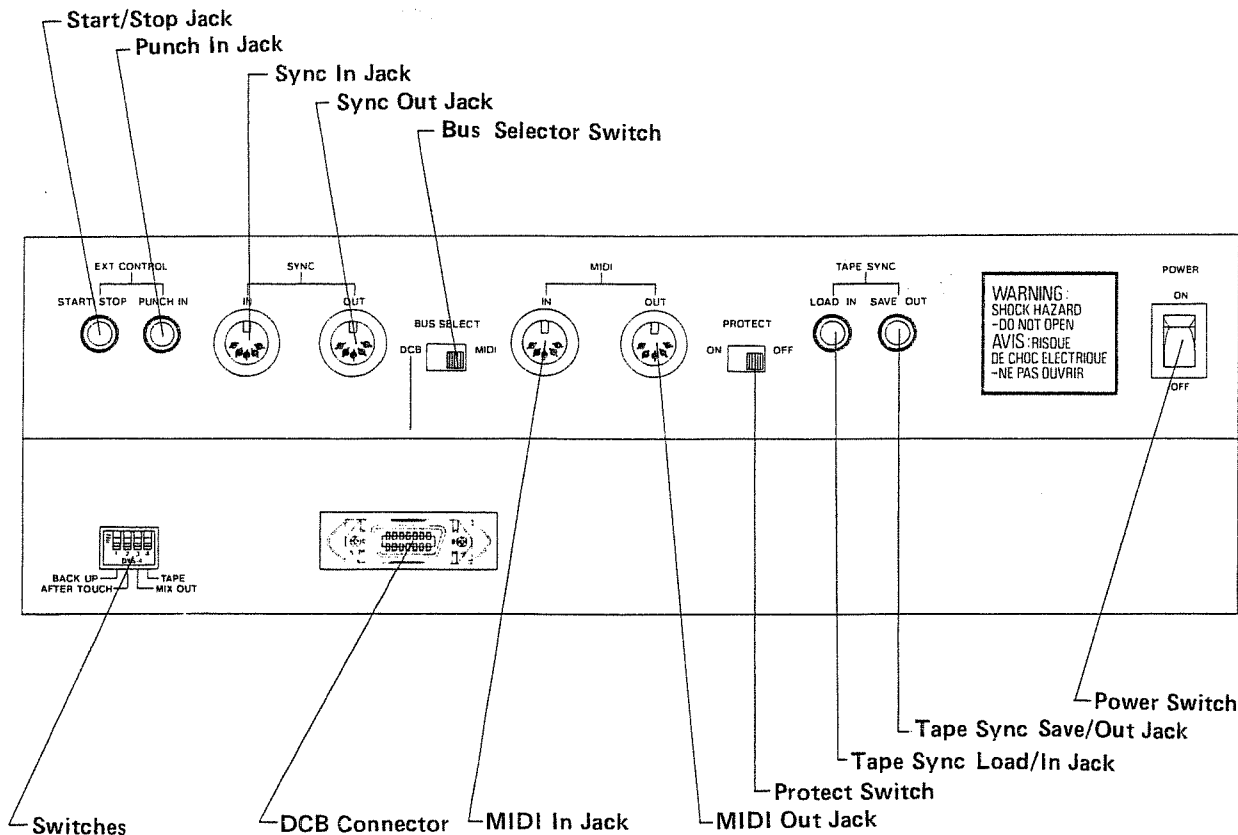 Start/Stop Jack
Punch In Jack
Sync In Jack
Sync Out Jack
Bus Selector Switch
EXT CONTROL
SYNC
MIDI
TAPE SYNC
POWER
START STOP
PUNCH IN
IN
OUT
IN
OUT
LOAD IN
SAVE OUT
ON
BUS SELECT
DCB
MIDI
PROTECT
ON
OFF
WARNING:
SHOCK HAZARD
-DO NOT OPEN
AVIS:RISQUE
DE CHOC ELECTRIQUE
-NE PAS OUVRIR
OFF
1 2 3 4
BACK UP
TAPE
AFTER TOUCH
MIX OUT
Power Switch
Tape Sync Save/Out Jack
Tape Sync Load/In Jack
Protect Switch
Switches
DCB Connector
MIDI In Jack
MIDI Out Jack